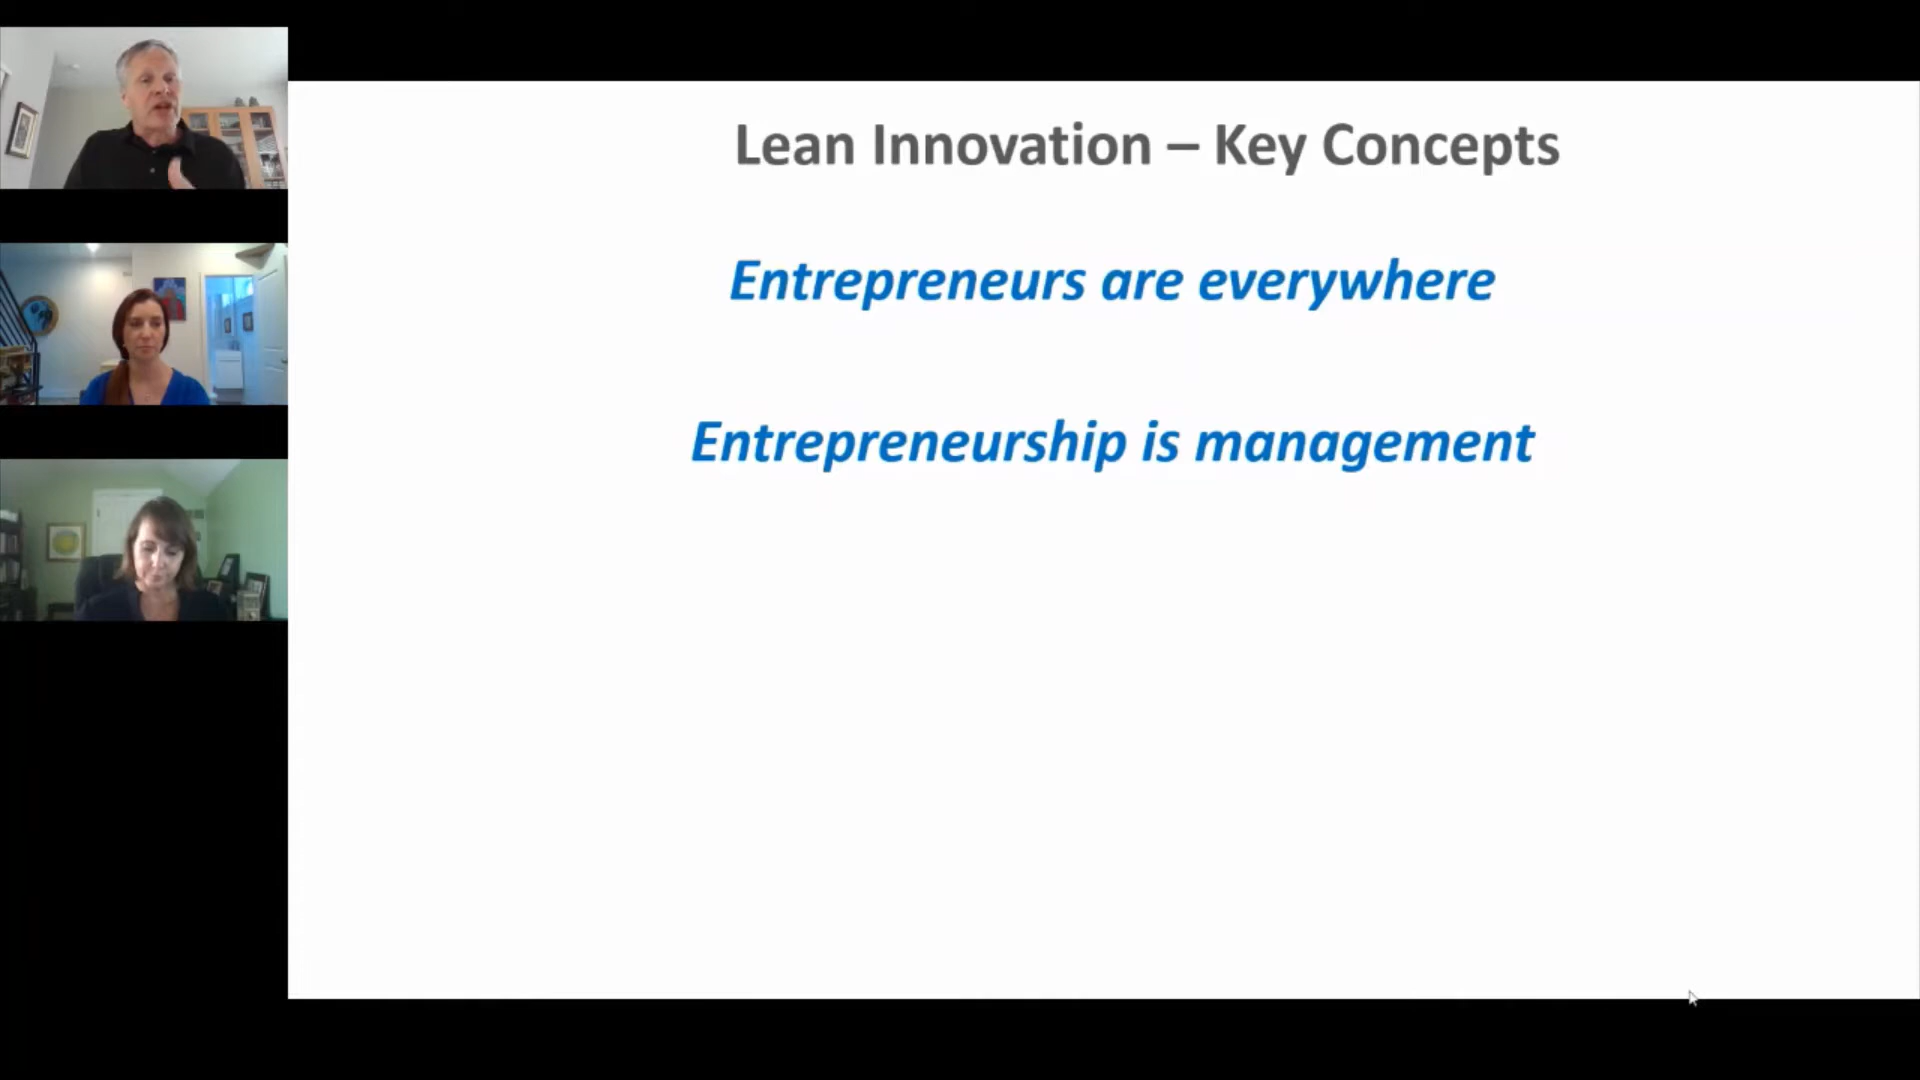 Lean Innovation – Key Concepts
Entrepreneurs are everywhere
Entrepreneurship is management